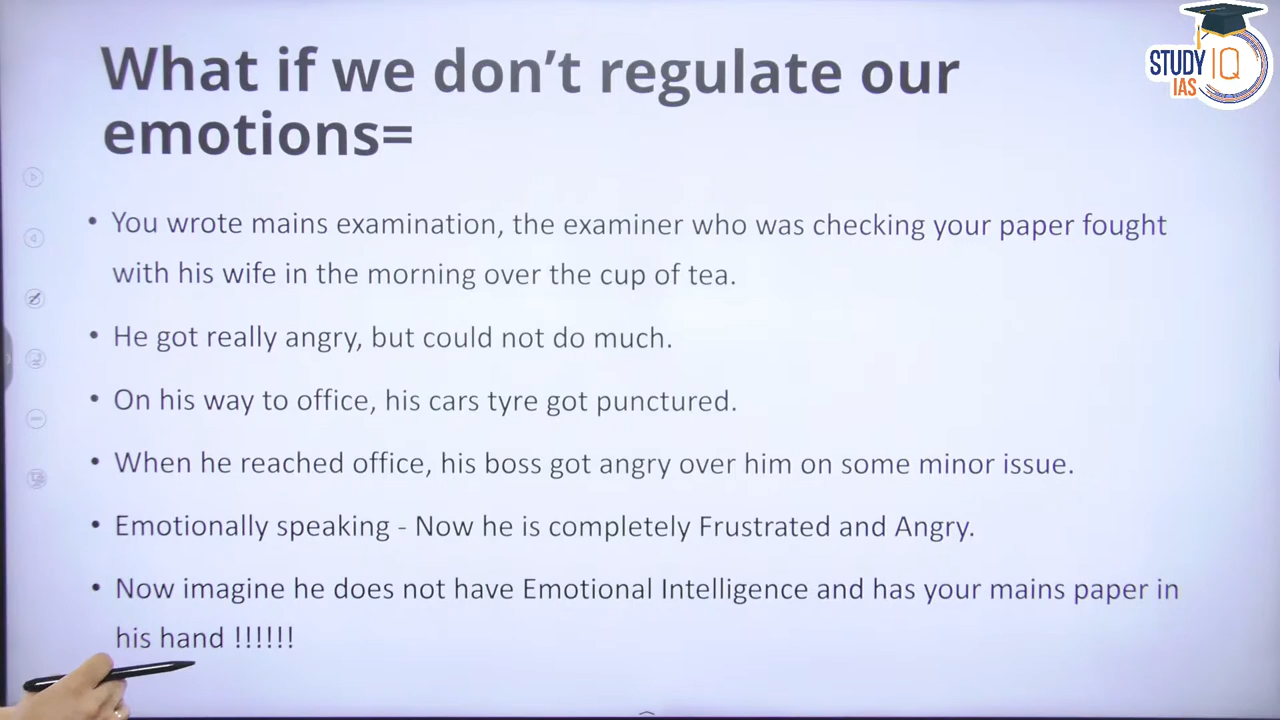 What if we don’t regulate our
emotions=
STUDY IQ
IAS
• You wrote mains examination, the examiner who was checking your paper fought
with his wife in the morning over the cup of tea.
• He got really angry, but could not do much.
• On his way to office, his cars tyre got punctured.
• When he reached office, his boss got angry over him on some minor issue.
• Emotionally speaking - Now he is completely Frustrated and Angry.
• Now imagine he does not have Emotional Intelligence and has your mains paper in
his hand !!!!!!